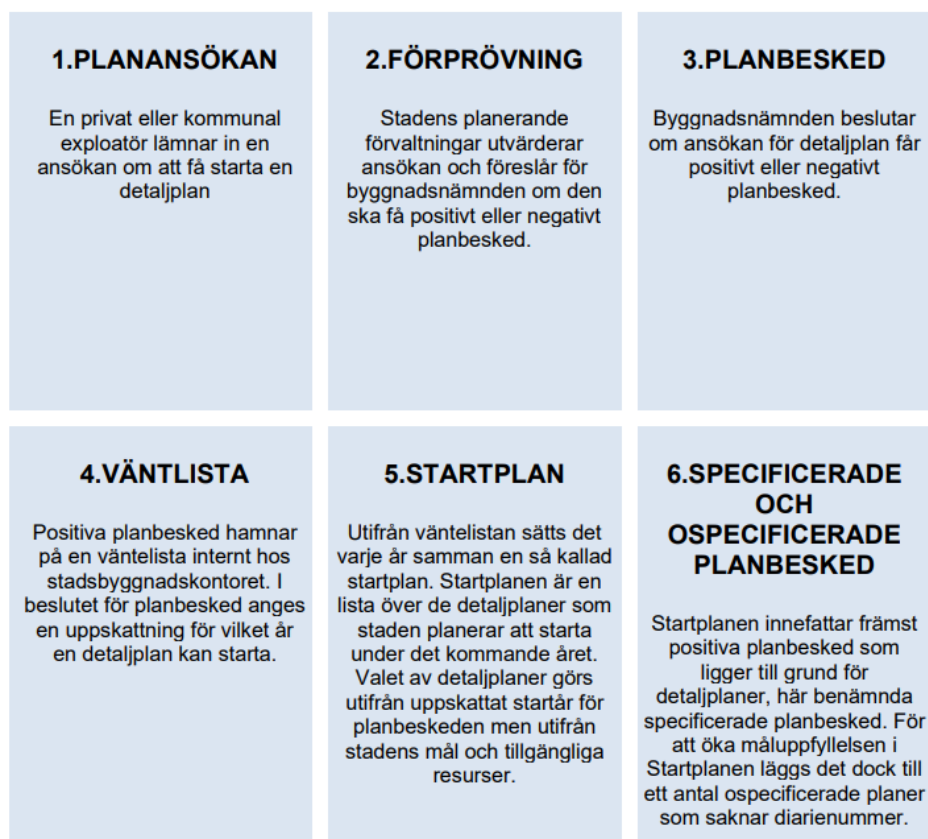 1.PLANANSÖKAN
En privat eller kommunal
exploatör lämnar in en
ansökan om att få starta en
detaljplan
2.FÖRPRÖVNING
Stadens planerande
förvaltningar utvärderar
ansökan och föreslår för
byggnadsnämnden om den
ska få positivt eller negativt
planbesked.
3.PLANBESKED
Byggnadsnämnden beslutar
om ansökan för detaljplan får
positivt eller negativt
planbesked.
4.VÄNTLISTA
Positiva planbesked hamnar
på en väntelista internt hos
stadsbyggnadskontoret. I
beslutet för planbesked anges
en uppskattning för vilket år
en detaljplan kan starta.
5.STARTPLAN
Utifrån väntelistan sätts det
varje år samman en så kallad
startplan. Startplanen är en
lista över de detaljplaner som
staden planerar att starta
under det kommande året.
Valet av detaljplaner görs
utifrån uppskattat startår för
planbeskeden men utifrån
stadens mål och tillgängliga
resurser.
6.SPECIFICERADE
OCH
OSPECIFICERADE
PLANBESKED
Startplanen innefattar främst
positiva planbesked som
ligger till grund för
detaljplaner, här benämnda
specificerade planbesked. För
att öka måluppfyllelsen i
Startplanen läggs det dock till
ett antal ospecificerade planer
som saknar diarienummer.